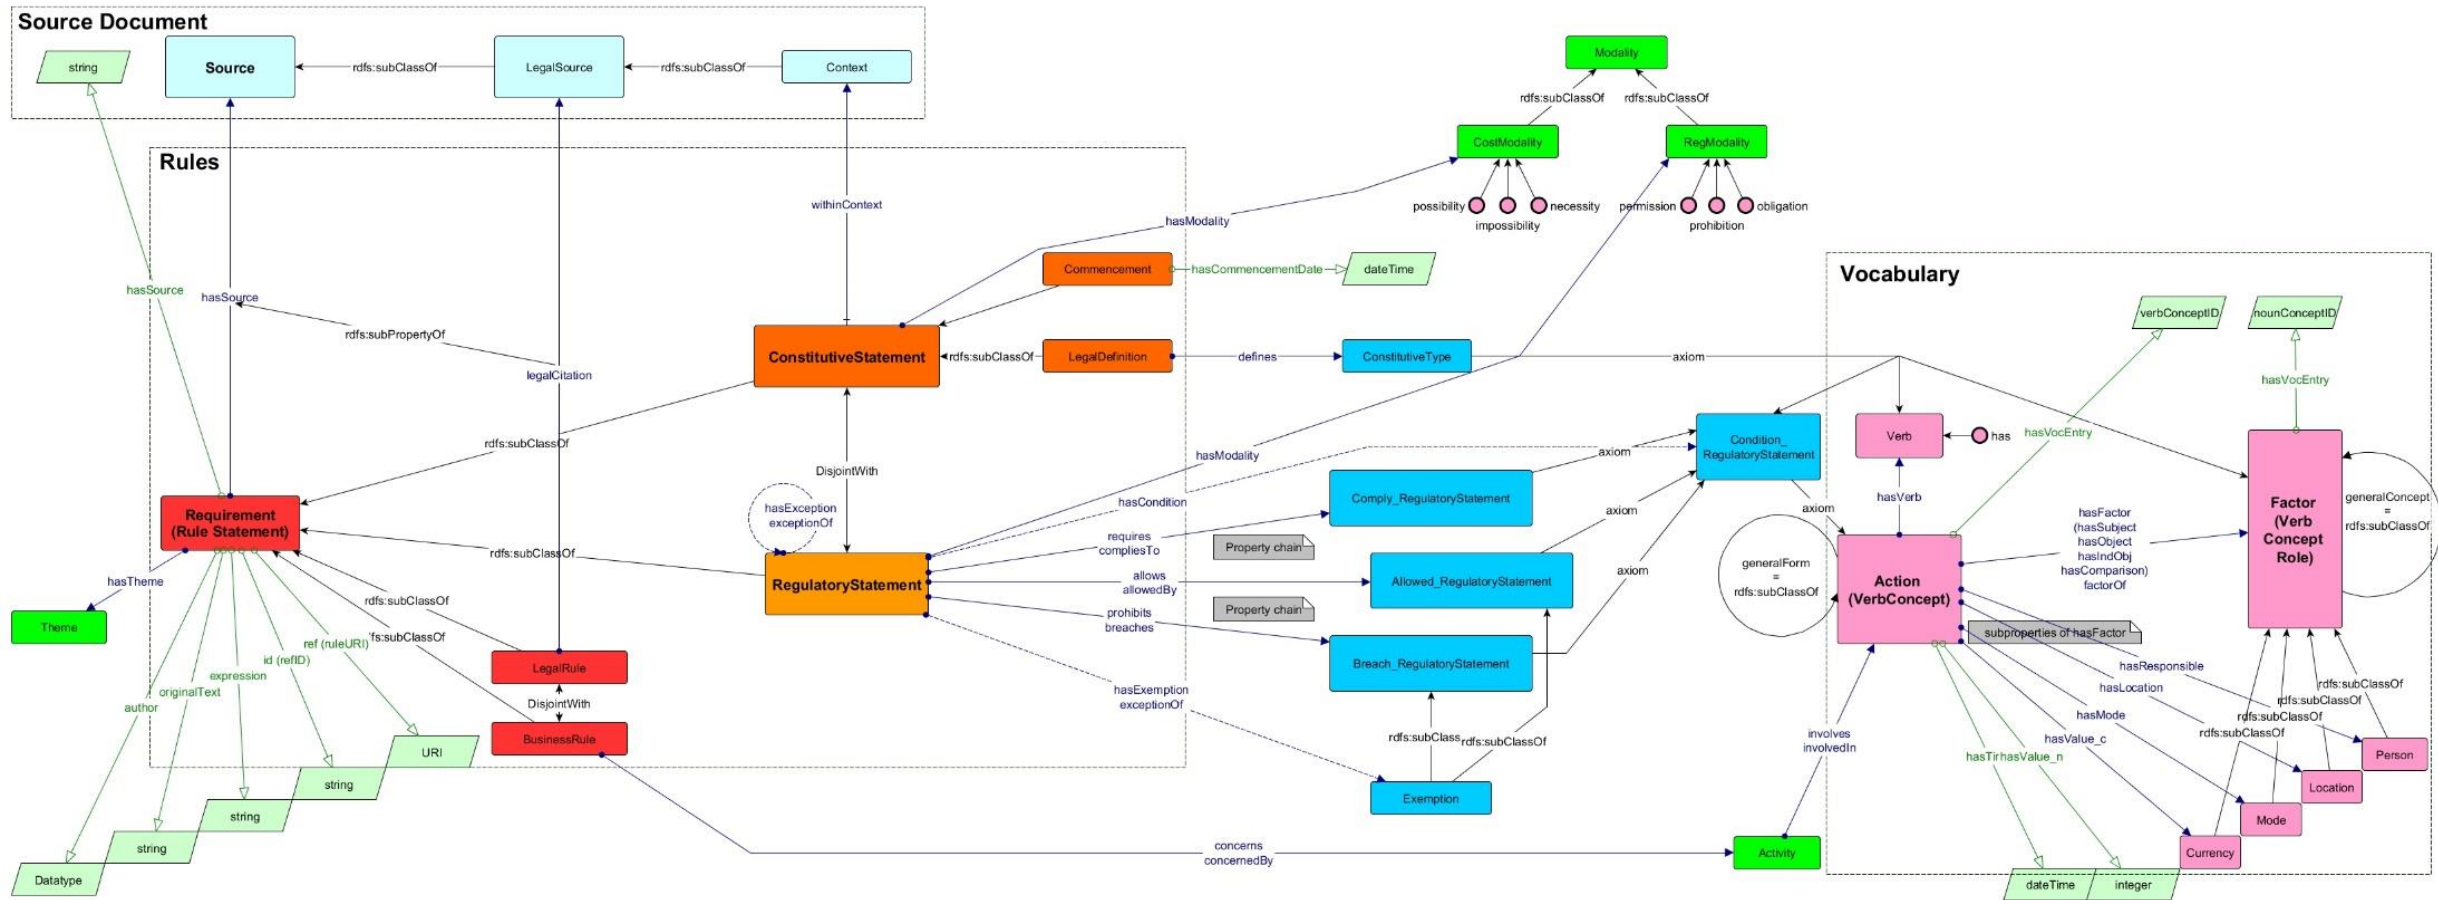 Source Document
string
Source
rdfs:subClassOf
LegalSource
rdfs:subClassOf
Context
Modality
rdfs:subClassOf
rdfs:subClassOf
CostModality
RegModality
possibility
necessity
impossibility
permission
obligation
prohibition
Rules
withinContext
hasModality
Commencement
hasCommencementDate
dateTime
hasSource
hasSource
rdfs:subPropertyOf
legalCitation
ConstitutiveStatement
rdfs:subClassOf
LegalDefinition
defines
ConstitutiveType
axiom
Vocabulary
verbConceptID
nounConceptID
hasVocEntry
hasVocEntry
rdfs:subClassOf
DisjointWith
hasModality
hasCondition
axiom
Condition_
RegulatoryStatement
Verb
has
hasVerb
Requirement
(Rule Statement)
hasException
exceptionOf
rdfs:subClassOf
RegulatoryStatement
requires
compliesTo
Property chain
allows
allowedBy
Property chain
prohibits
breaches
Comply_RegulatoryStatement
axiom
Allowed_RegulatoryStatement
axiom
Breach_RegulatoryStatement
axiom
generalForm
=
rdfs:subClassOf
Action
(VerbConcept)
hasFactor
(hasSubject
hasObject
hasIndObj
hasComparison)
factorOf
Factor
(Verb
Concept
Role)
generalConcept
=
rdfs:subClassOf
subproperties of hasFactor
hasTheme
Theme
rdfs:subClassOf
fs:subClassOf
ref (ruleURI)
id (refID)
expression
originalText
author
LegalRule
DisjointWith
BusinessRule
URI
string
string
string
Datatype
hasExemption
exceptionOf
rdfs:subClass
rdfs:subClassOf
Exemption
concerns
concernedBy
Activity
involves
involvedIn
hasResponsible
hasLocation
hasMode
hasValue_c
hasTirhasValue_n
rdfs:subClassOf
rdfs:subClassOf
rdfs:subClassOf
rdfs:subClassOf
Person
Location
Mode
Currency
dateTime
integer